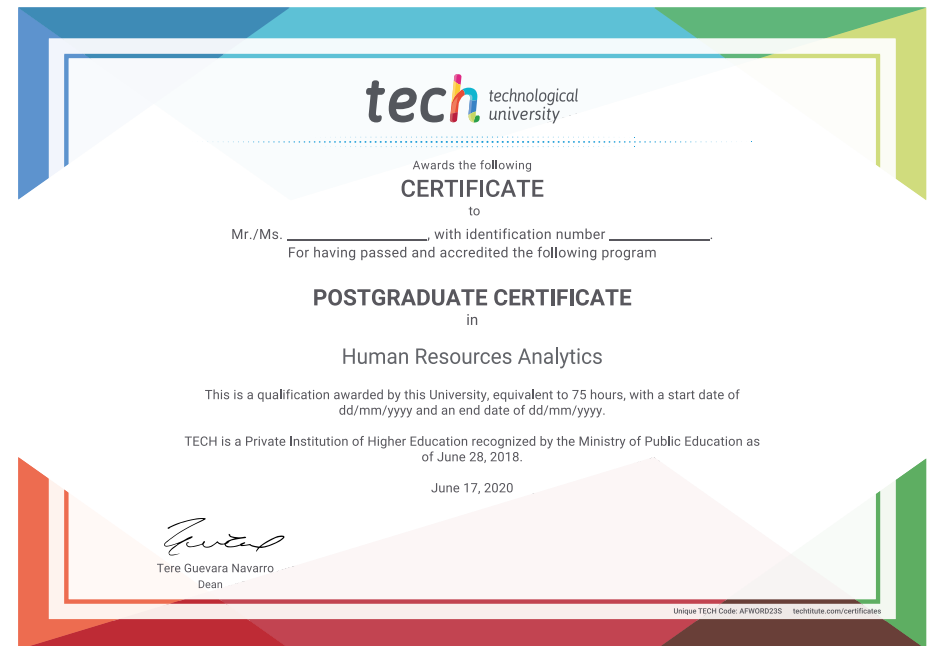 tech technological
university
Awards the following
CERTIFICATE
to
Mr./Ms. ____________________, with identification number ______________.
For having passed and accredited the following program
POSTGRADUATE CERTIFICATE
in
Human Resources Analytics
This is a qualification awarded by this University, equivalent to 75 hours, with a start date of
dd/mm/yyyy and an end date of dd/mm/yyyy.
TECH is a Private Institution of Higher Education recognized by the Ministry of Public Education as
of June 28, 2018.
June 17, 2020
Tere Guevara Navarro
Dean
Unique TECH Code: AFWORD23S techtitute.com/certificates